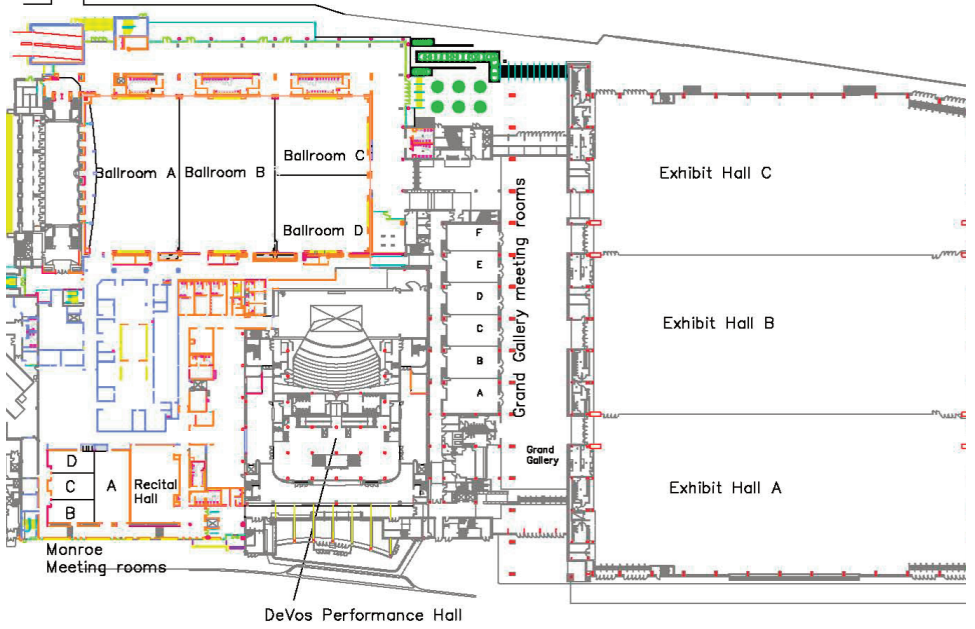 Ballroom A
Ballroom B
Ballroom C
Ballroom D
Exhibit Hall C
Exhibit Hall B
Exhibit Hall A
Grand Gallery meeting rooms
F
E
D
C
B
A
Grand
Gallery
D
C
B
A
Recital
Hall
Monroe
Meeting rooms
DeVos Performance Hall